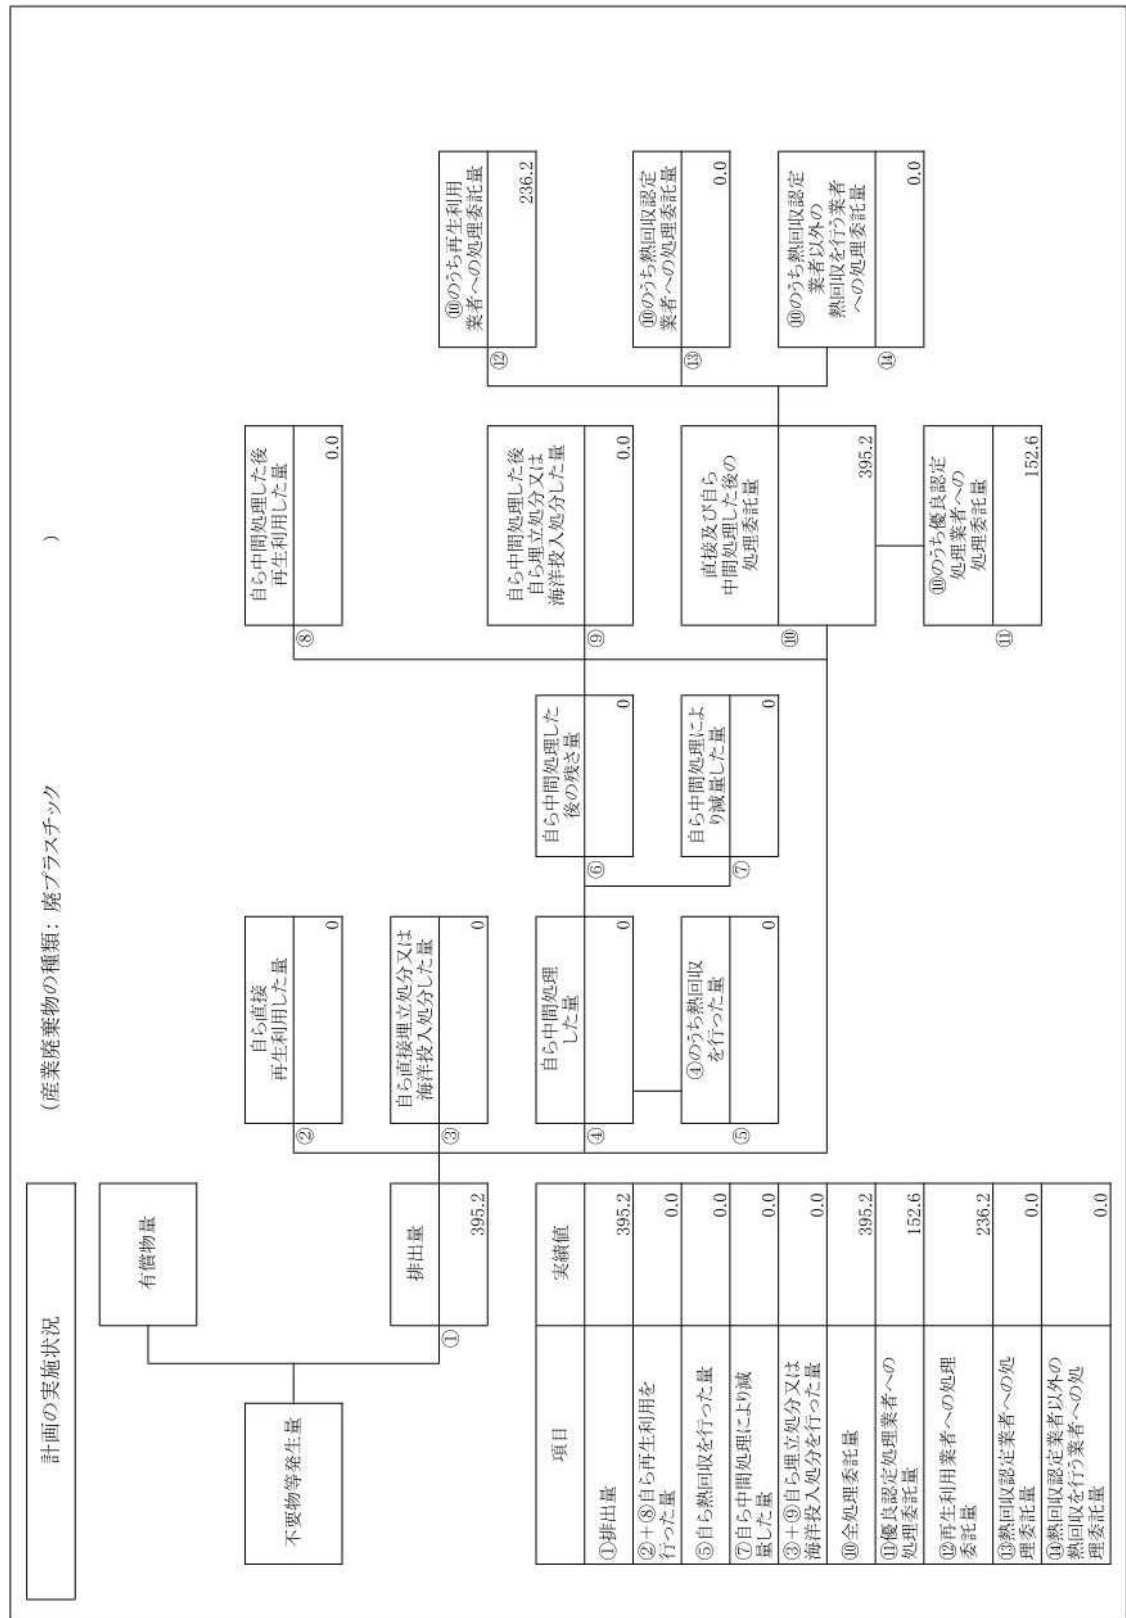 計画の実施状況
(産業廃棄物の種類: 廃プラスチック )
不要物等発生量
有償物量
①
排出量
395.2
②
自ら直接
再生利用した量
0
③
自ら直接埋立処分又は
海洋投入処分した量
0
④
自ら中間処理
した量
0
⑤
④のうち熱回収
を行った量
0
⑥
自ら中間処理した
後の残さ量
0
⑦
自ら中間処理によ
り減量した量
0
⑧
自ら中間処理した後
再生利用した量
0.0
⑨
自ら中間処理した後
自ら埋立処分又は
海洋投入処分した量
0.0
⑩
直接及び自ら
中間処理した後の
処理委託量
395.2
⑪
⑩のうち優良認定
処理業者への
処理委託量
152.6
⑫
⑩のうち再生利用
業者への処理委託量
236.2
⑬
⑩のうち熱回収認定
業者への処理委託量
0.0
⑭
⑩のうち熱回収認定
業者以外の
熱回収を行う業者
への処理委託量
0.0
項目 実績値
①排出量 395.2
②+⑧自ら再生利用を
行った量 0.0
⑤自ら熱回収を行った量 0.0
⑦自ら中間処理により減
量した量 0.0
③+⑨自ら埋立処分又は
海洋投入処分を行った量 0.0
⑩全処理委託量 395.2
⑪優良認定処理業者への
処理委託量 152.6
⑫再生利用業者への処理
委託量 236.2
⑬熱回収認定業者への処
理委託量 0.0
⑭熱回収認定業者以外の
熱回収を行う業者への処
理委託量 0.0